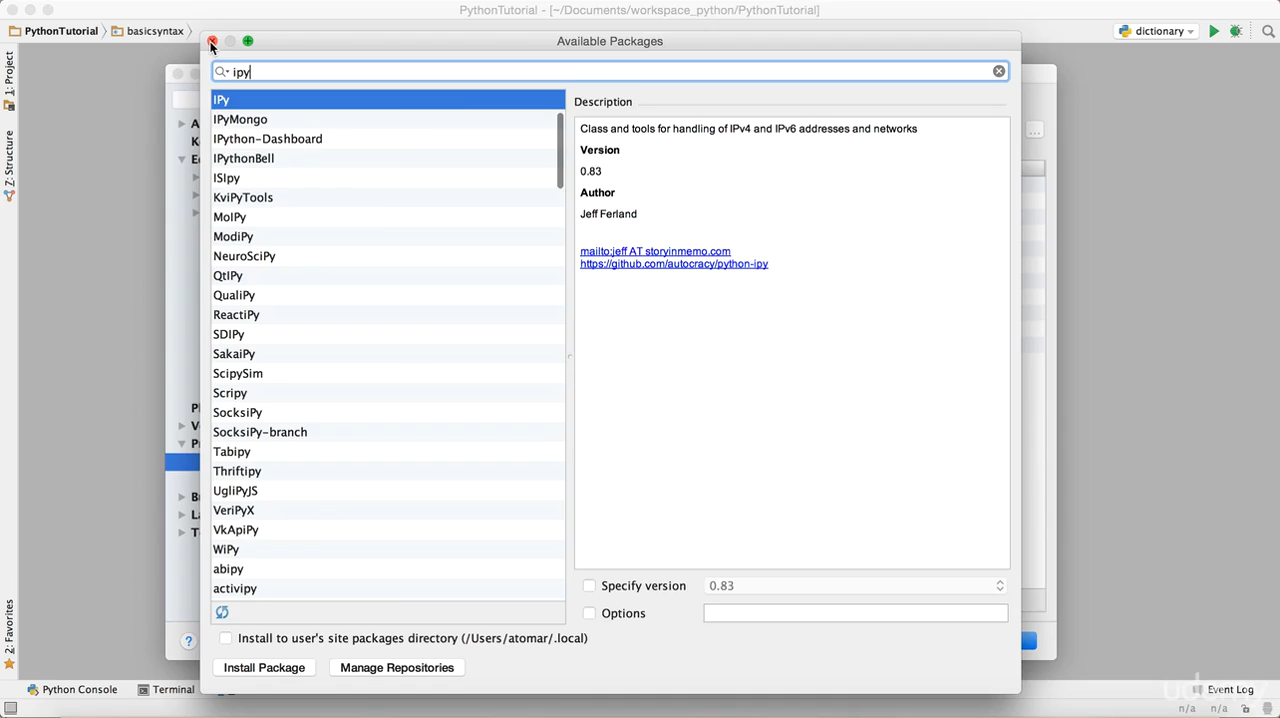 PythonTutorial - [~/Documents/workspace_python/PythonTutorial]
PythonTutorial
basicsyntax
dictionary
Available Packages
ipy
1: Project
Z: Structure
2: Favorites
IPy
IPyMongo
IPython-Dashboard
IPythonBell
ISIpy
KviPyTools
MolPy
ModiPy
NeuroSciPy
QtIPy
QualiPy
ReactiPy
SDIPy
SakaiPy
ScipySim
Scripy
SocksiPy
SocksiPy-branch
Tabipy
Thriftipy
UgliPyJS
VeriPyX
VkApiPy
WiPy
abipy
activipy
Description
Class and tools for handling of IPv4 and IPv6 addresses and networks
Version
0.83
Author
Jeff Ferland
mailto:jeff AT storyinmemo.com
https://github.com/autocracy/python-ipy
Specify version
0.83
Options
Install to user's site packages directory (/Users/atomar/.local)
Install Package
Manage Repositories
?
...
Python Console
Terminal
Event Log
n/a
n/a